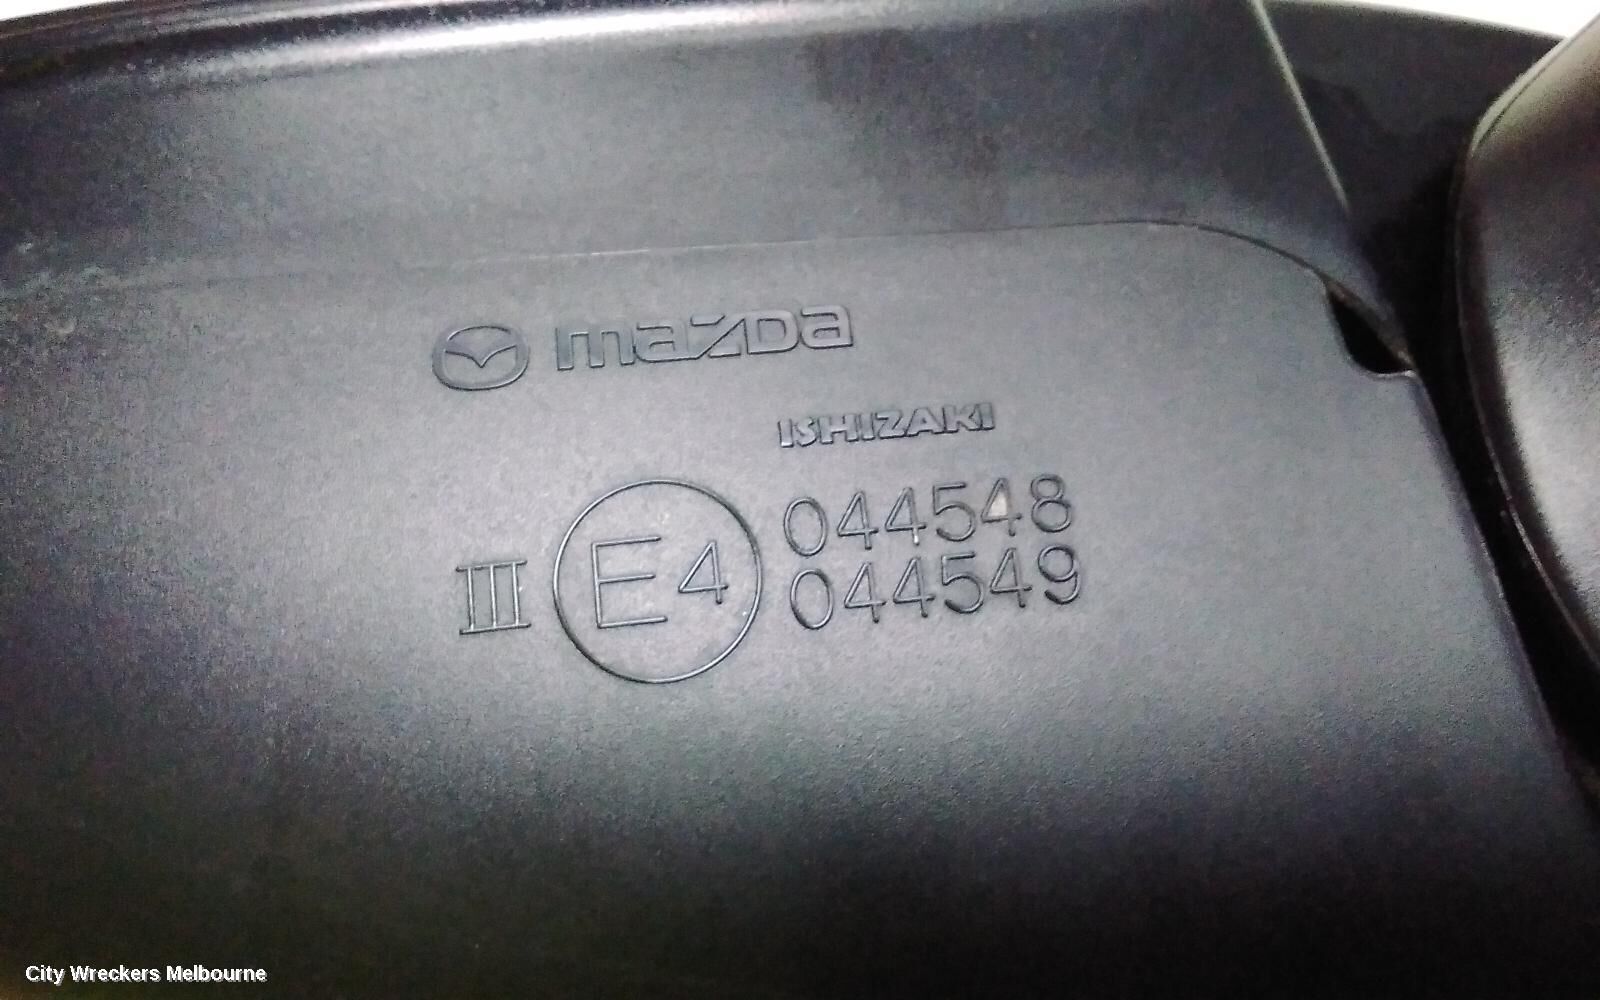 mazda
ISHIZAKI
III E4 044548
044549
City Wreckers Melbourne